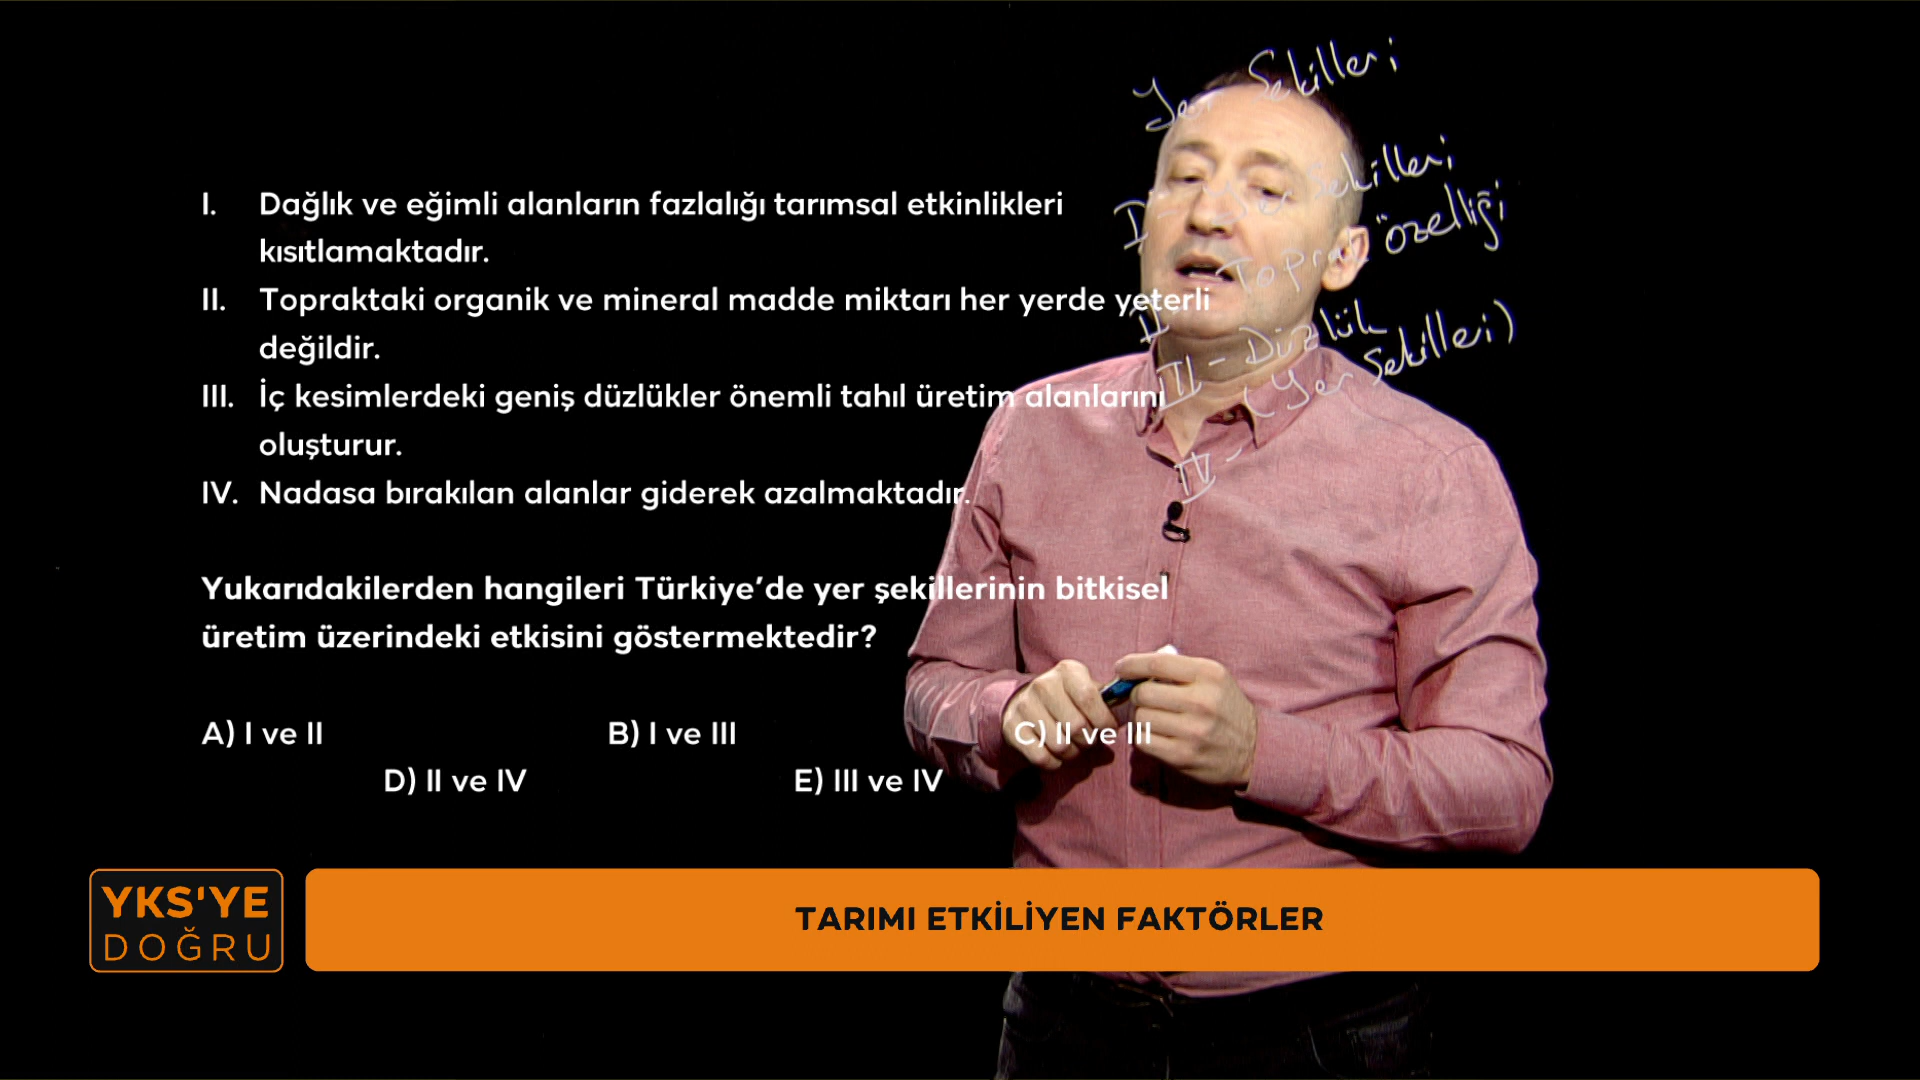 Yer Şekilleri
I. Dağlık ve eğimli alanların fazlalığı tarımsal etkinlikleri
kısıtlamaktadır.
II. Topraktaki organik ve mineral madde miktarı her yerde yeterli
değildir.
III. İç kesimlerdeki geniş düzlükler önemli tahıl üretim alanlarını
oluşturur.
IV. Nadasa bırakılan alanlar giderek azalmaktadır.
Yukarıdakilerden hangileri Türkiye’de yer şekillerinin bitkisel
üretim üzerindeki etkisini göstermektedir?
A) I ve II B) I ve III C) II ve III
D) II ve IV E) III ve IV
I- Yer Şekilleri
II - Toprak özelliği
III - Düzlük
(Yer Şekilleri)
IV -
YKS'YE
DOĞRU
TARIMI ETKİLİYEN FAKTÖRLER